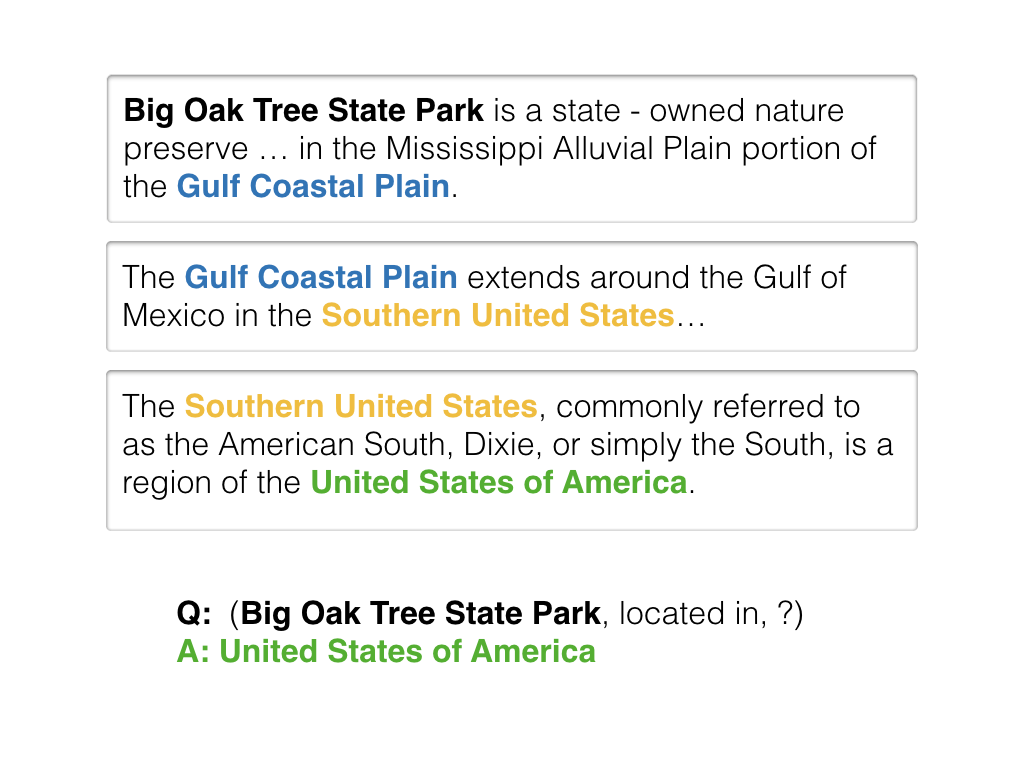 Big Oak Tree State Park is a state - owned nature
preserve … in the Mississippi Alluvial Plain portion of
the Gulf Coastal Plain.
The Gulf Coastal Plain extends around the Gulf of
Mexico in the Southern United States…
The Southern United States, commonly referred to
as the American South, Dixie, or simply the South, is a
region of the United States of America.
Q: (Big Oak Tree State Park, located in, ?)
A: United States of America